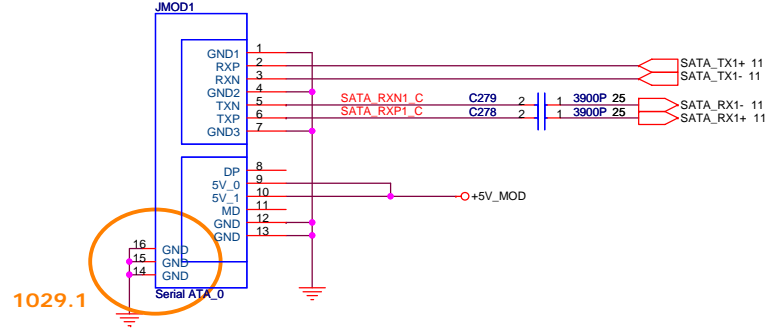 JMOD1
GND1 1
RXP 2 SATA_TX1+ 11
RXN 3 SATA_TX1- 11
GND2 4
TXN 5 SATA_RXN1_C C279 2 1 3900P 25 SATA_RX1- 11
TXP 6 SATA_RXP1_C C278 2 1 3900P 25 SATA_RX1+ 11
GND3 7
DP 8
5V_0 9
5V_1 10 +5V_MOD
MD 11
GND 12
GND 13
16 GND
15 GND
14 GND
Serial ATA_0
1029.1